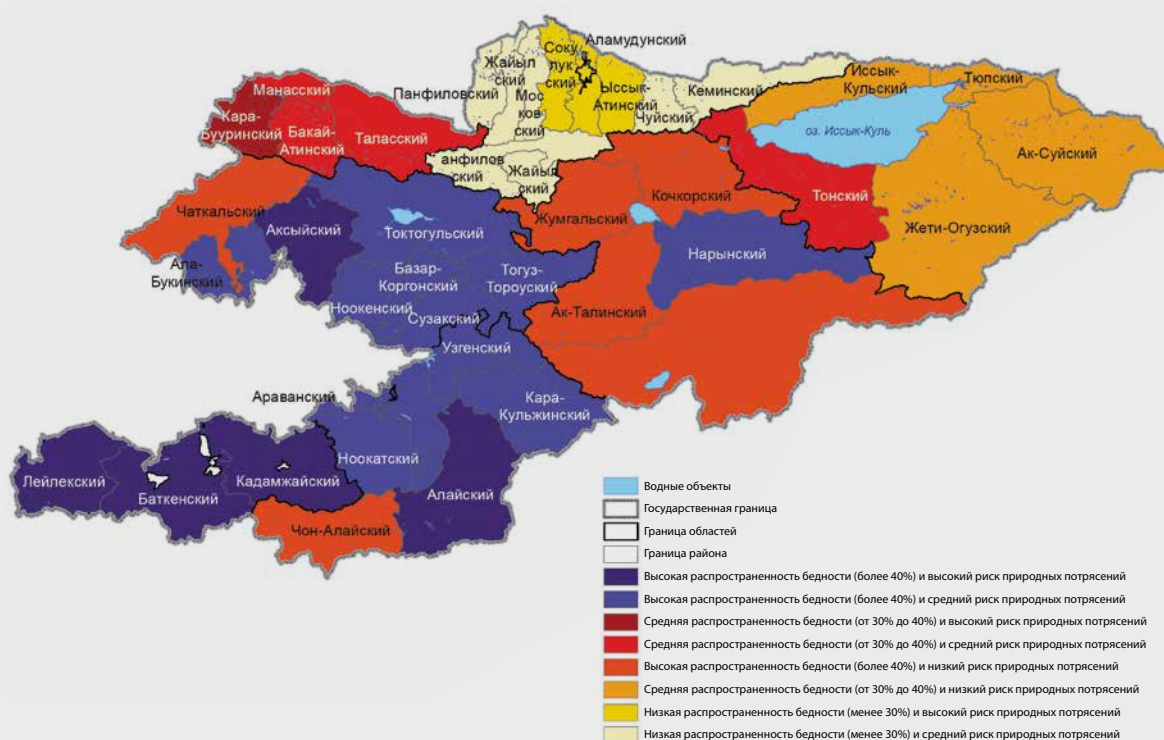 Аламудунский
Соку
лук
ский
Жайыл
ский
Иссык-
Кульский
Тюпский
Манасский
Панфиловский
Мос
ков
ский
Ыссык-
Атинский
Кеминский
Чуйский
Кара-
Бууринский
Бакай-
Атинский
Таласский
оз. Иссык-Куль
Ак-Суйский
анфилов
ский
Жайыл
ский
Кочкорский
Тонский
Чаткальский
Жумгальский
Аксыйский
Токтогульский
Жети-Огузский
Нарынский
Ала-
Букинский
Базар-
Коргонский
Тогуз-
Тороуский
Ноокенский
Сузакский
Ак-Талинский
Узгенский
Араванский
Кара-
Кульжинский
Ноокатский
Лейлекский
Баткенский
Кадамжайский
Алайский
Чон-Алайский
Водные объекты
Государственная граница
Граница областей
Граница района
Высокая распространенность бедности (более 40%) и высокий риск природных потрясений
Высокая распространенность бедности (более 40%) и средний риск природных потрясений
Средняя распространенность бедности (от 30% до 40%) и высокий риск природных потрясений
Средняя распространенность бедности (от 30% до 40%) и средний риск природных потрясений
Высокая распространенность бедности (более 40%) и низкий риск природных потрясений
Средняя распространенность бедности (от 30% до 40%) и низкий риск природных потрясений
Низкая распространенность бедности (менее 30%) и высокий риск природных потрясений
Низкая распространенность бедности (менее 30%) и средний риск природных потрясений